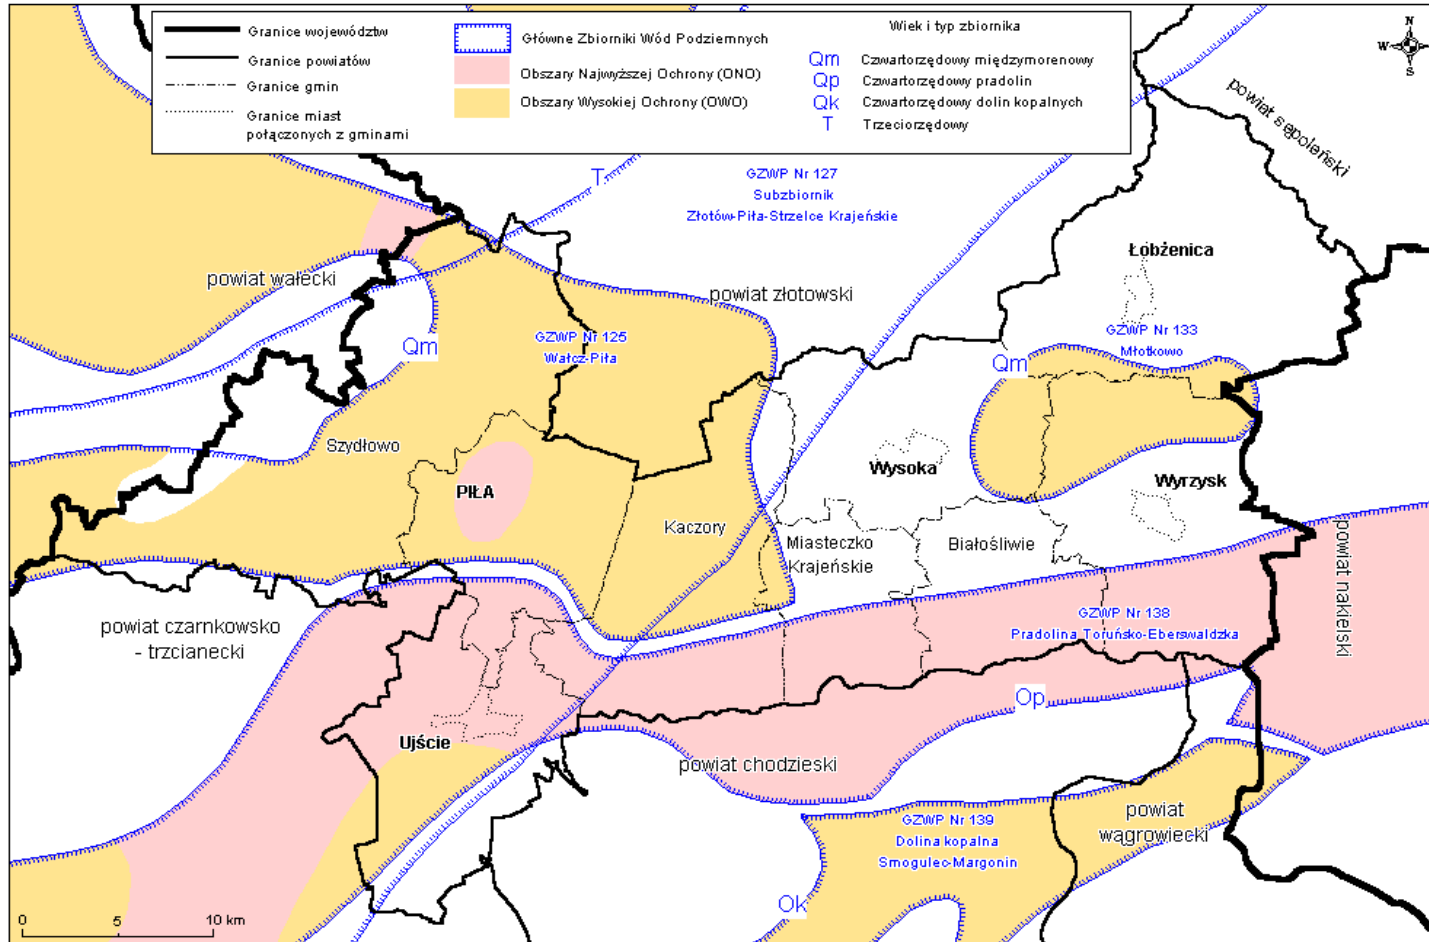 Granice województw
Granice powiatów
Granice gmin
Granice miast
połączonych z gminami
Główne Zbiorniki Wód Podziemnych
Obszary Najwyższej Ochrony (ONO)
Obszary Wysokiej Ochrony (OWO)
Wiek i typ zbiornika
Qm Czwartorzędowy międzymorenowy
Qp Czwartorzędowy pradolin
Qk Czwartorzędowy dolin kopalnych
T Trzeciorzędowy
N
W E
S
powiat sępoleński
T
GZWP Nr 127
Subzbiornik
Złotów-Piła-Strzelce Krajeńskie
Łobżenica
powiat wałecki
powiat złotowski
GZWP Nr 125
Wałcz-Piła
Qm
GZWP Nr 133
Młotkowo
Qm
Szydłowo
Wysoka
Wyrzysk
PIŁA
Kaczory
Miasteczko
Krajeńskie
Białośliwie
powiat nakielski
powiat czarnkowsko
- trzcianecki
GZWP Nr 138
Pradolina Toruńsko-Eberswaldzka
Qp
Ujście
powiat chodzieski
powiat
wągrowiecki
GZWP Nr 139
Dolina kopalna
Smogulec-Margonin
Qk
0 5 10 km